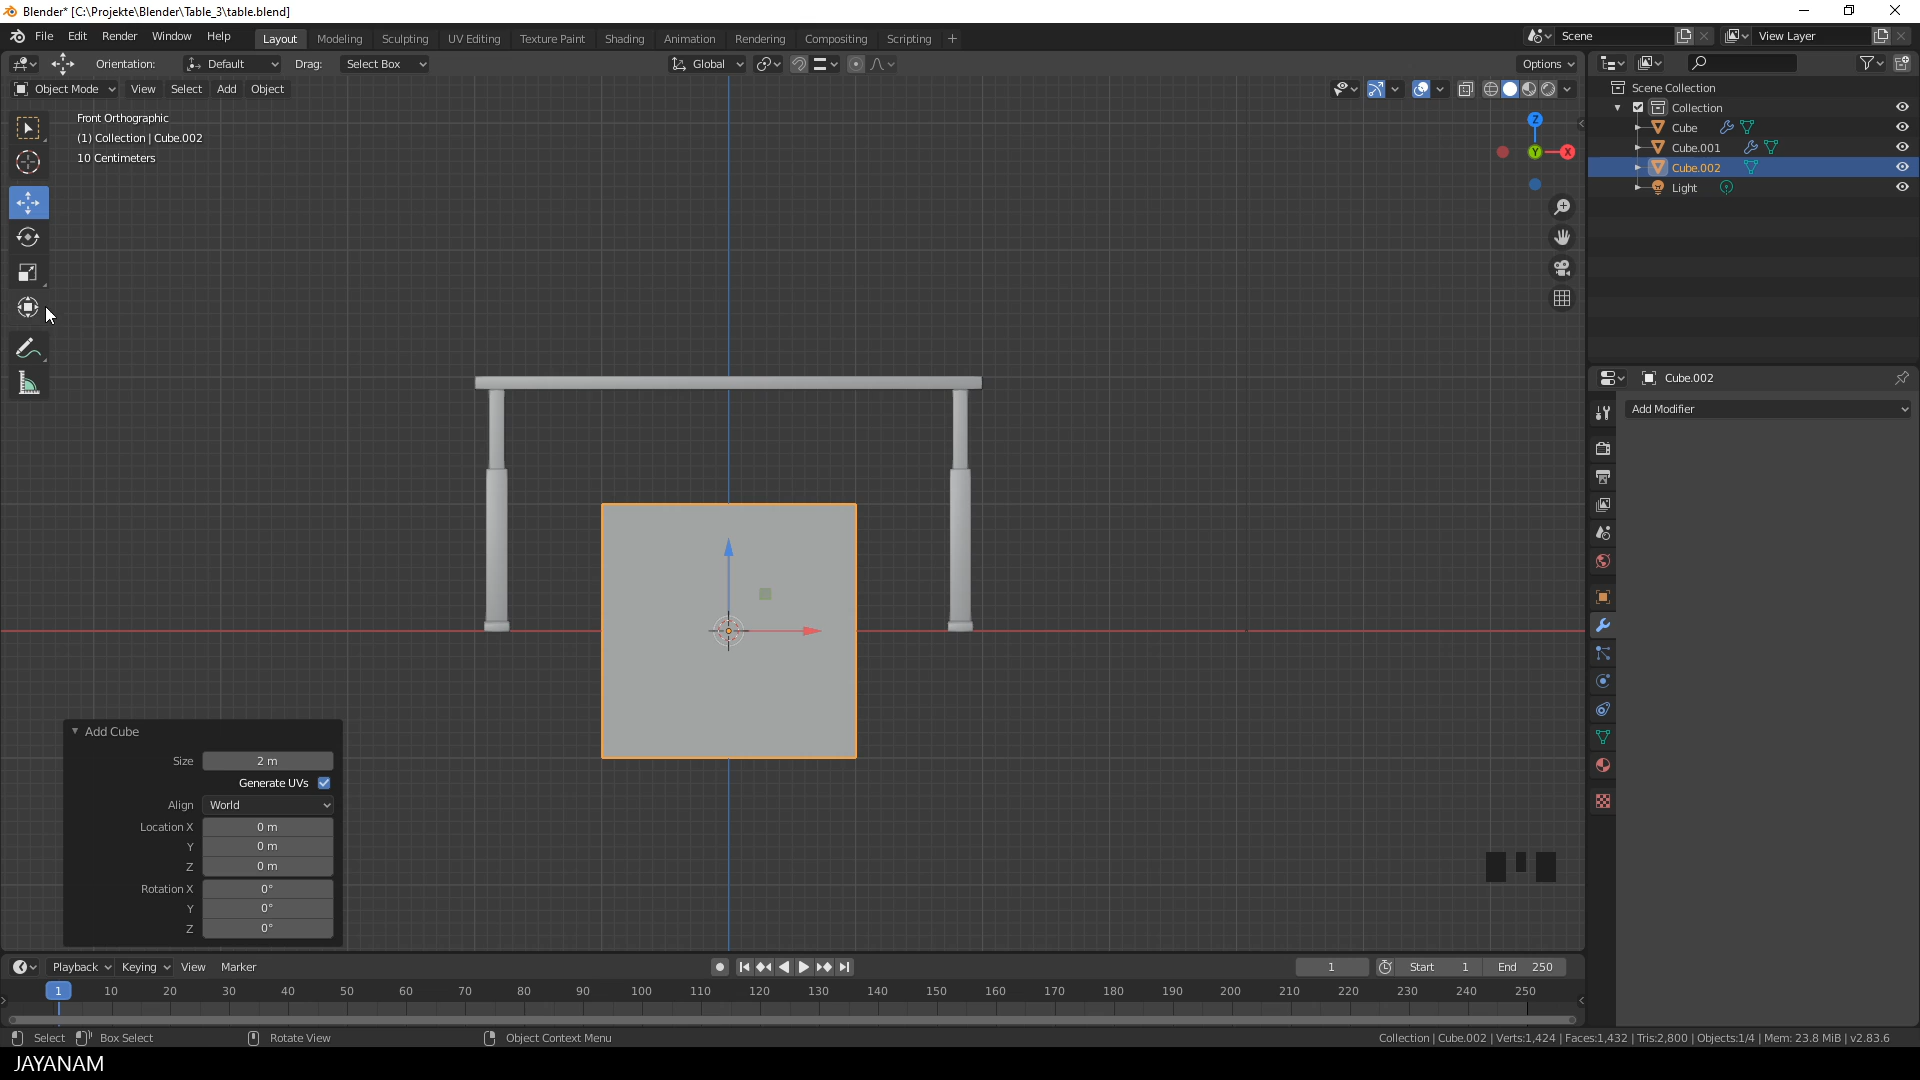 Blender* [C:\Projekte\Blender\Table_3\table.blend]
File Edit Render Window Help Layout Modeling Sculpting UV Editing Texture Paint Shading Animation Rendering Compositing Scripting + Scene View Layer
Orientation: Default Drag: Select Box Global Options
Object Mode View Select Add Object
Front Orthographic
(1) Collection | Cube.002
10 Centimeters
Z
Y
X
Scene Collection
Collection
Cube
Cube.001
Cube.002
Light
Cube.002
Add Modifier
Add Cube
Size 2 m
Generate UVs
Align World
Location X 0 m
Y 0 m
Z 0 m
Rotation X 0°
Y 0°
Z 0°
Playback Keying View Marker 1 Start 1 End 250
1 10 20 30 40 50 60 70 80 90 100 110 120 130 140 150 160 170 180 190 200 210 220 230 240 250
Select Box Select Rotate View Object Context Menu Collection | Cube.002 | Verts:1,424 | Faces:1,432 | Tris:2,800 | Objects:1/4 | Mem: 23.8 MiB | v2.83.6
JAYANAM